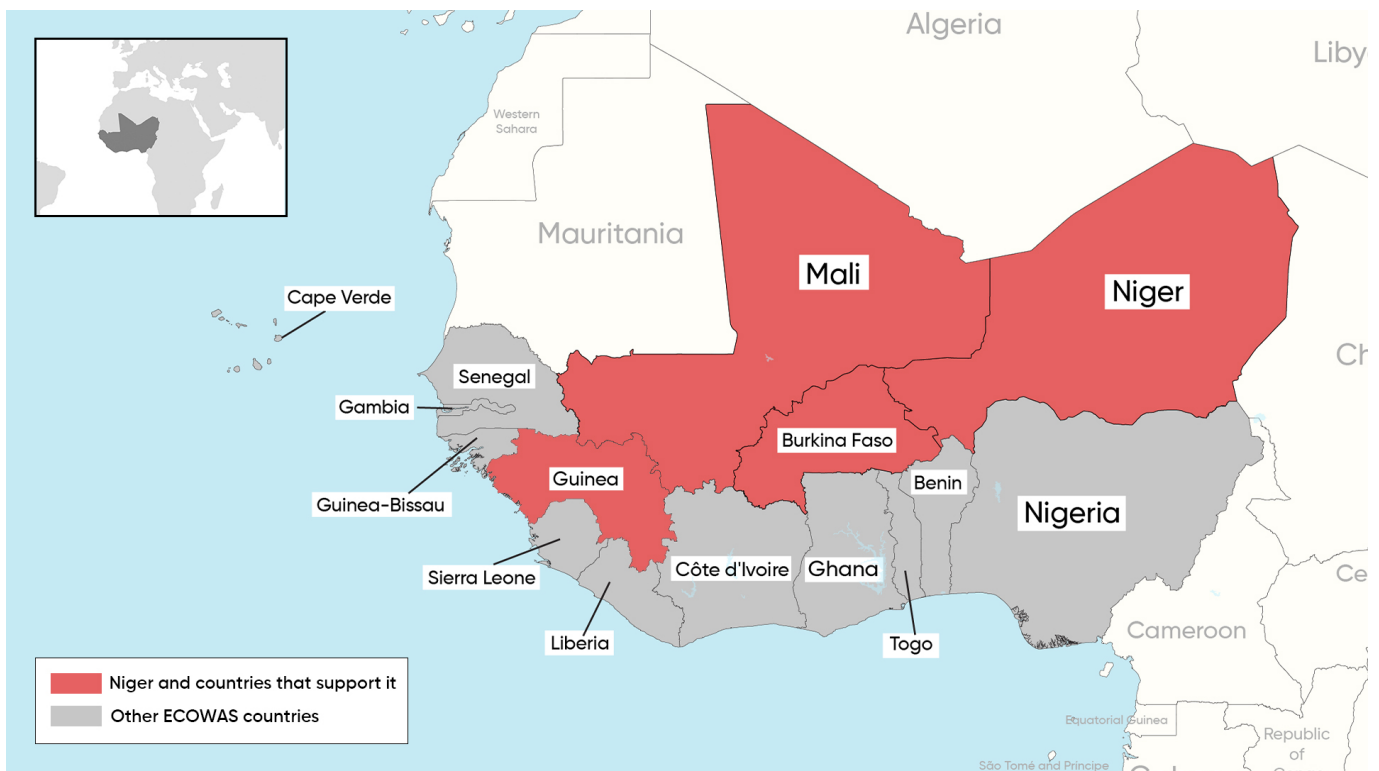 Algeria
Liby
Western
Sahara
Mauritania
Mali
Niger
Cape Verde
Ch
Senegal
Gambia
Burkina Faso
Guinea
Benin
Guinea-Bissau
Nigeria
Côte d'Ivoire
Ghana
Sierra Leone
Ce
Cameroon
Liberia
Togo
Niger and countries that support it
Other ECOWAS countries
Equatorial Guinea
Republic
of
São Tomé and Príncipe